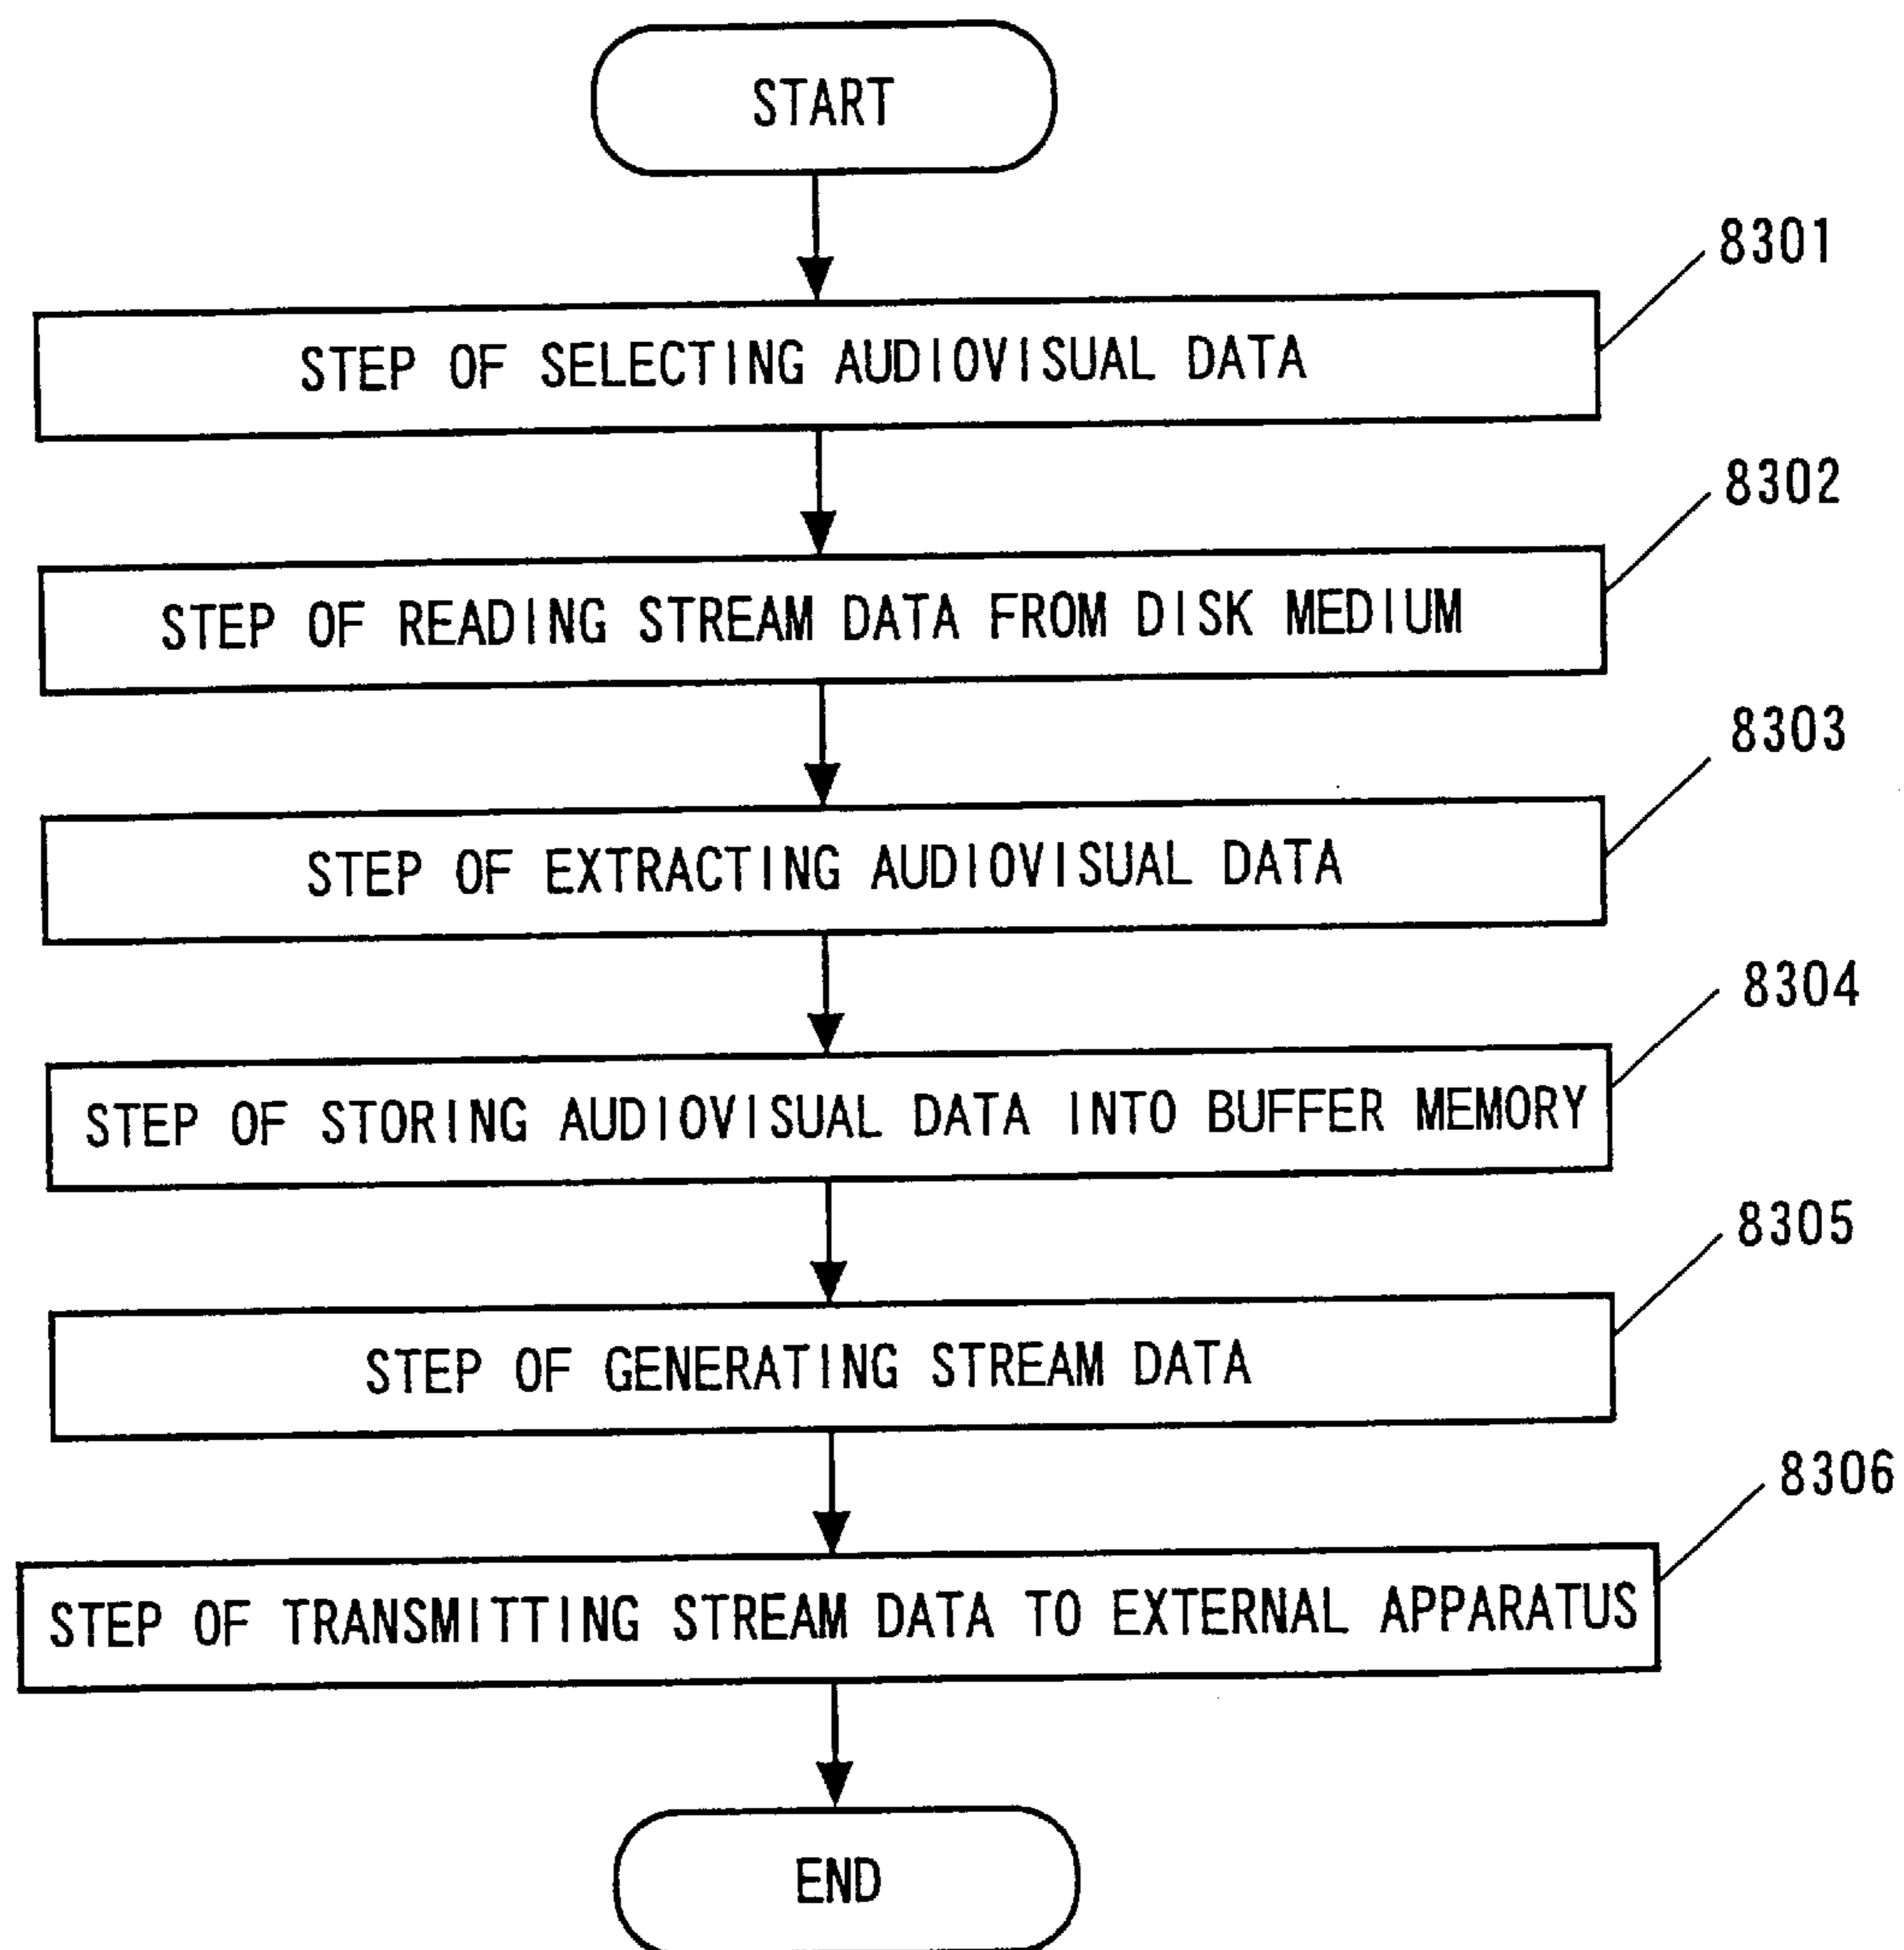 START
8301
STEP OF SELECTING AUDIOVISUAL DATA
8302
STEP OF READING STREAM DATA FROM DISK MEDIUM
8303
STEP OF EXTRACTING AUDIOVISUAL DATA
8304
STEP OF STORING AUDIOVISUAL DATA INTO BUFFER MEMORY
8305
STEP OF GENERATING STREAM DATA
8306
STEP OF TRANSMITTING STREAM DATA TO EXTERNAL APPARATUS
END